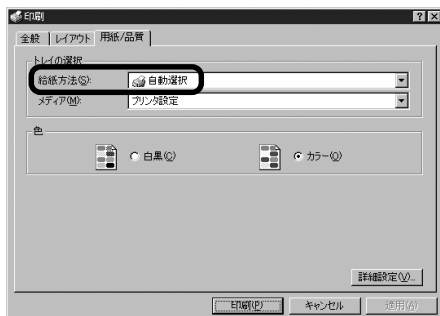 印刷
全般 レイアウト 用紙/品質
トレイの選択
給紙方法(S): 自動選択
メディア(M): プリンタ設定
色
白黒(C) カラー(O)
詳細設定(V)...
印刷(P) キャンセル 適用(A)